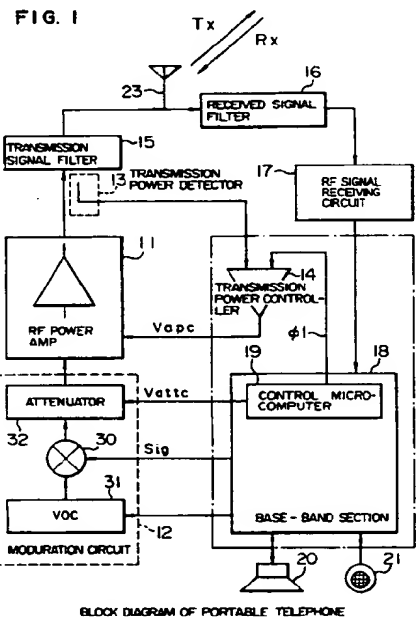 FIG. 1
Tx
Rx
23
16
RECEIVED SIGNAL
FILTER
TRANSMISSION
SIGNAL FILTER
15
13
TRANSMISSION
POWER DETECTOR
17
RF SIGNAL
RECEIVING
CIRCUIT
11
14
TRANSMISSION
POWER CONTROL-
LER
RF POWER
AMP
Vapc
φ1
19
18
ATTENUATOR
Vattc
CONTROL MICRO-
COMPUTER
32
30
Sig
31
VOC
12
BASE-BAND SECTION
MODURATION CIRCUIT
20
21
BLOCK DIAGRAM OF PORTABLE TELEPHONE